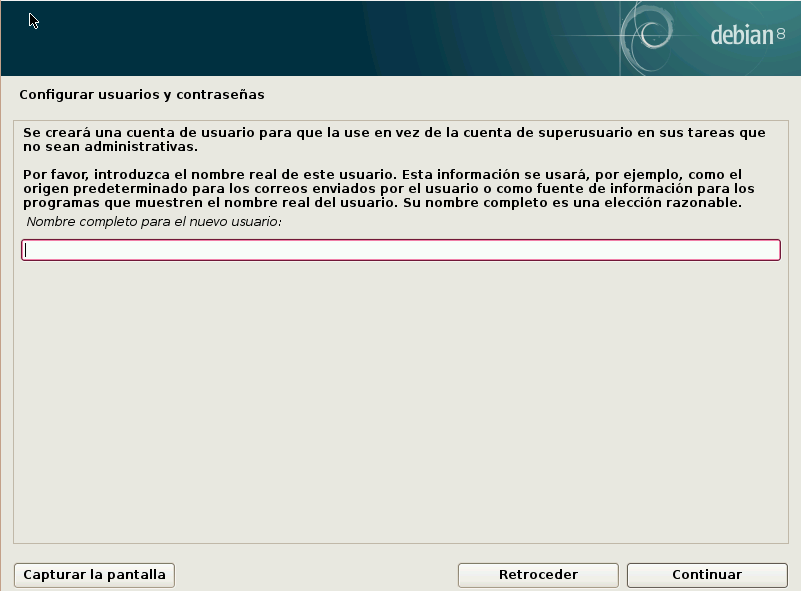 debian 8
Configurar usuarios y contraseñas
Se creará una cuenta de usuario para que la use en vez de la cuenta de superusuario en sus tareas que
no sean administrativas.
Por favor, introduzca el nombre real de este usuario. Esta información se usará, por ejemplo, como el
origen predeterminado para los correos enviados por el usuario o como fuente de información para los
programas que muestren el nombre real del usuario. Su nombre completo es una elección razonable.
Nombre completo para el nuevo usuario:
Capturar la pantalla
Retroceder
Continuar